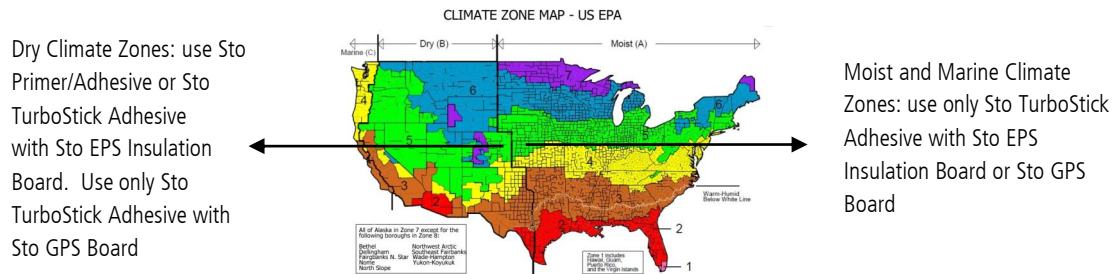 CLIMATE ZONE MAP - US EPA
Marine (C)
Dry (B)
Moist (A)
Dry Climate Zones: use Sto
Primer/Adhesive or Sto
TurboStick Adhesive
with Sto EPS Insulation
Board.  Use only Sto
TurboStick Adhesive with
Sto GPS Board
7
6
6
4
5
5
4
3
3
2
2
2
1
Warm-Humid
Below White Line
All of Alaska in Zone 7 except for the
following boroughs in Zone 8:
Bethel Northwest Arctic
Dellingham Southeast Fairbanks
Fairbanks N. Star Wade-Hampton
Nome Yukon-Koyukuk
North Slope
Zone 1 includes
Hawaii, Guam,
Puerto Rico,
and the Virgin Islands
Moist and Marine Climate
Zones: use only Sto TurboStick
Adhesive with Sto EPS
Insulation Board or Sto GPS
Board